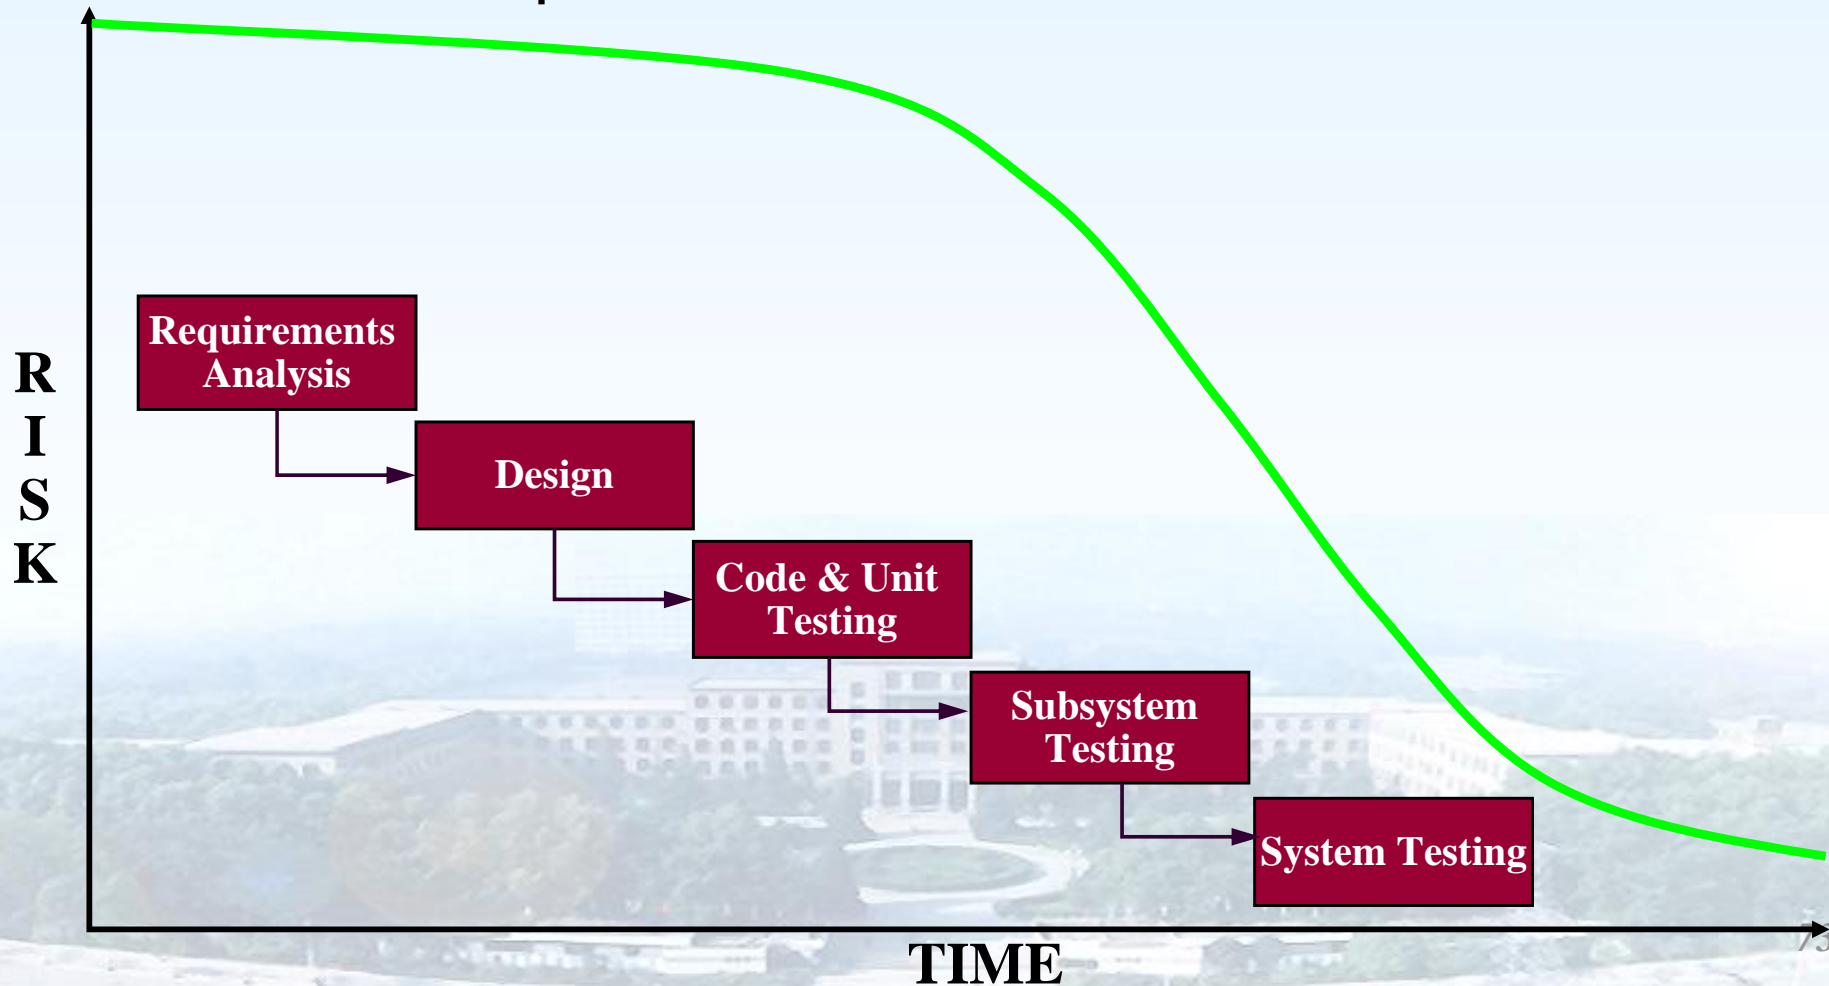 Requirements
Analysis
R
I
S
K
Design
Code & Unit
Testing
Subsystem
Testing
System Testing
TIME